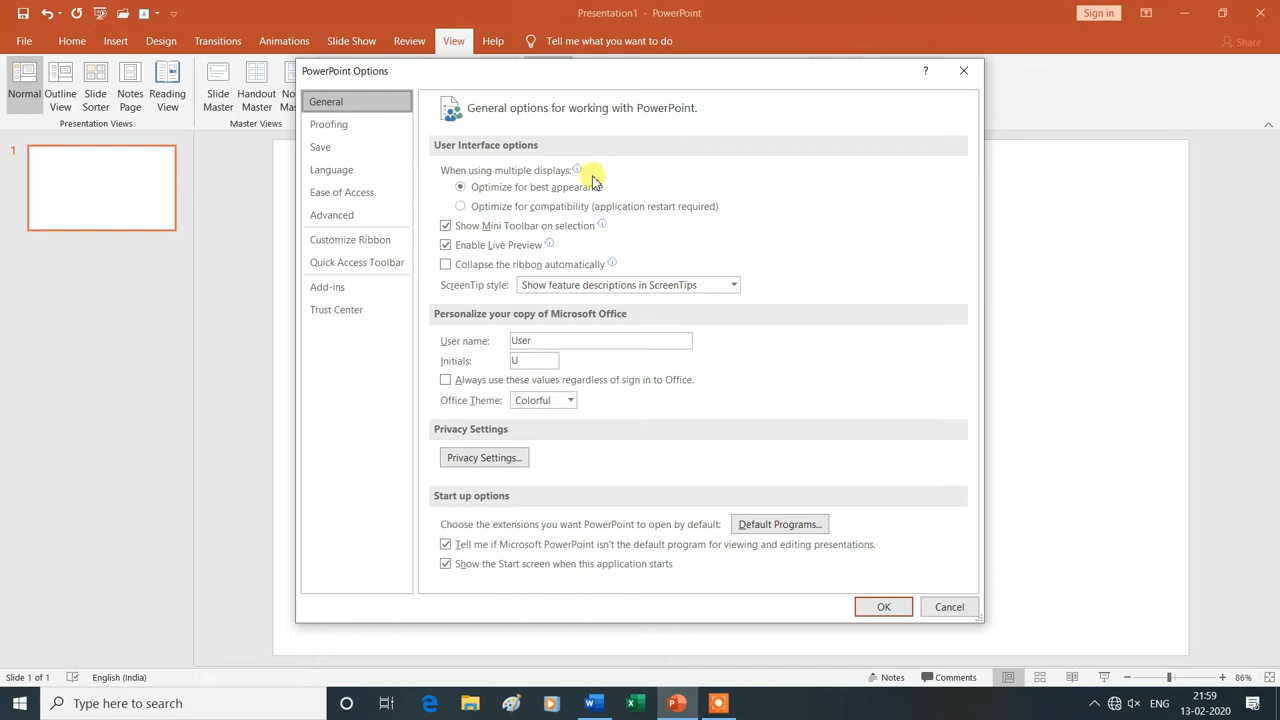 Presentation1 - PowerPoint
Sign in
File Home Insert Design Transitions Animations Slide Show Review View Help Tell me what you want to do Share
Normal Outline View Slide Sorter Notes Page Reading View Slide Master Handout Master
Presentation Views Master Views
PowerPoint Options
?
General
Proofing
Save
Language
Ease of Access
Advanced
Customize Ribbon
Quick Access Toolbar
Add-ins
Trust Center
General options for working with PowerPoint.
User Interface options
When using multiple displays:
Optimize for best appearance
Optimize for compatibility (application restart required)
Show Mini Toolbar on selection
Enable Live Preview
Collapse the ribbon automatically
ScreenTip style: Show feature descriptions in ScreenTips
Personalize your copy of Microsoft Office
User name: User
Initials: U
Always use these values regardless of sign in to Office.
Office Theme: Colorful
Privacy Settings
Privacy Settings...
Start up options
Choose the extensions you want PowerPoint to open by default: Default Programs...
Tell me if Microsoft PowerPoint isn't the default program for viewing and editing presentations.
Show the Start screen when this application starts
OK Cancel
1
Slide 1 of 1 English (India) Notes Comments 86%
Type here to search
ENG
21:59
13-02-2020